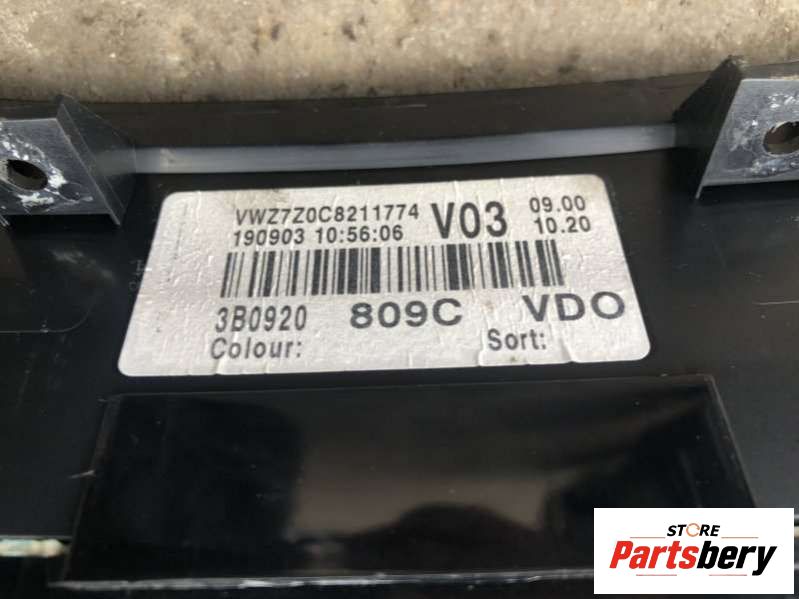 VWZ7Z0C8211774 V03 09.00
190903 10:56:06 10.20
3B0920 809C VDO
Colour: Sort:
STORE
Partsbery